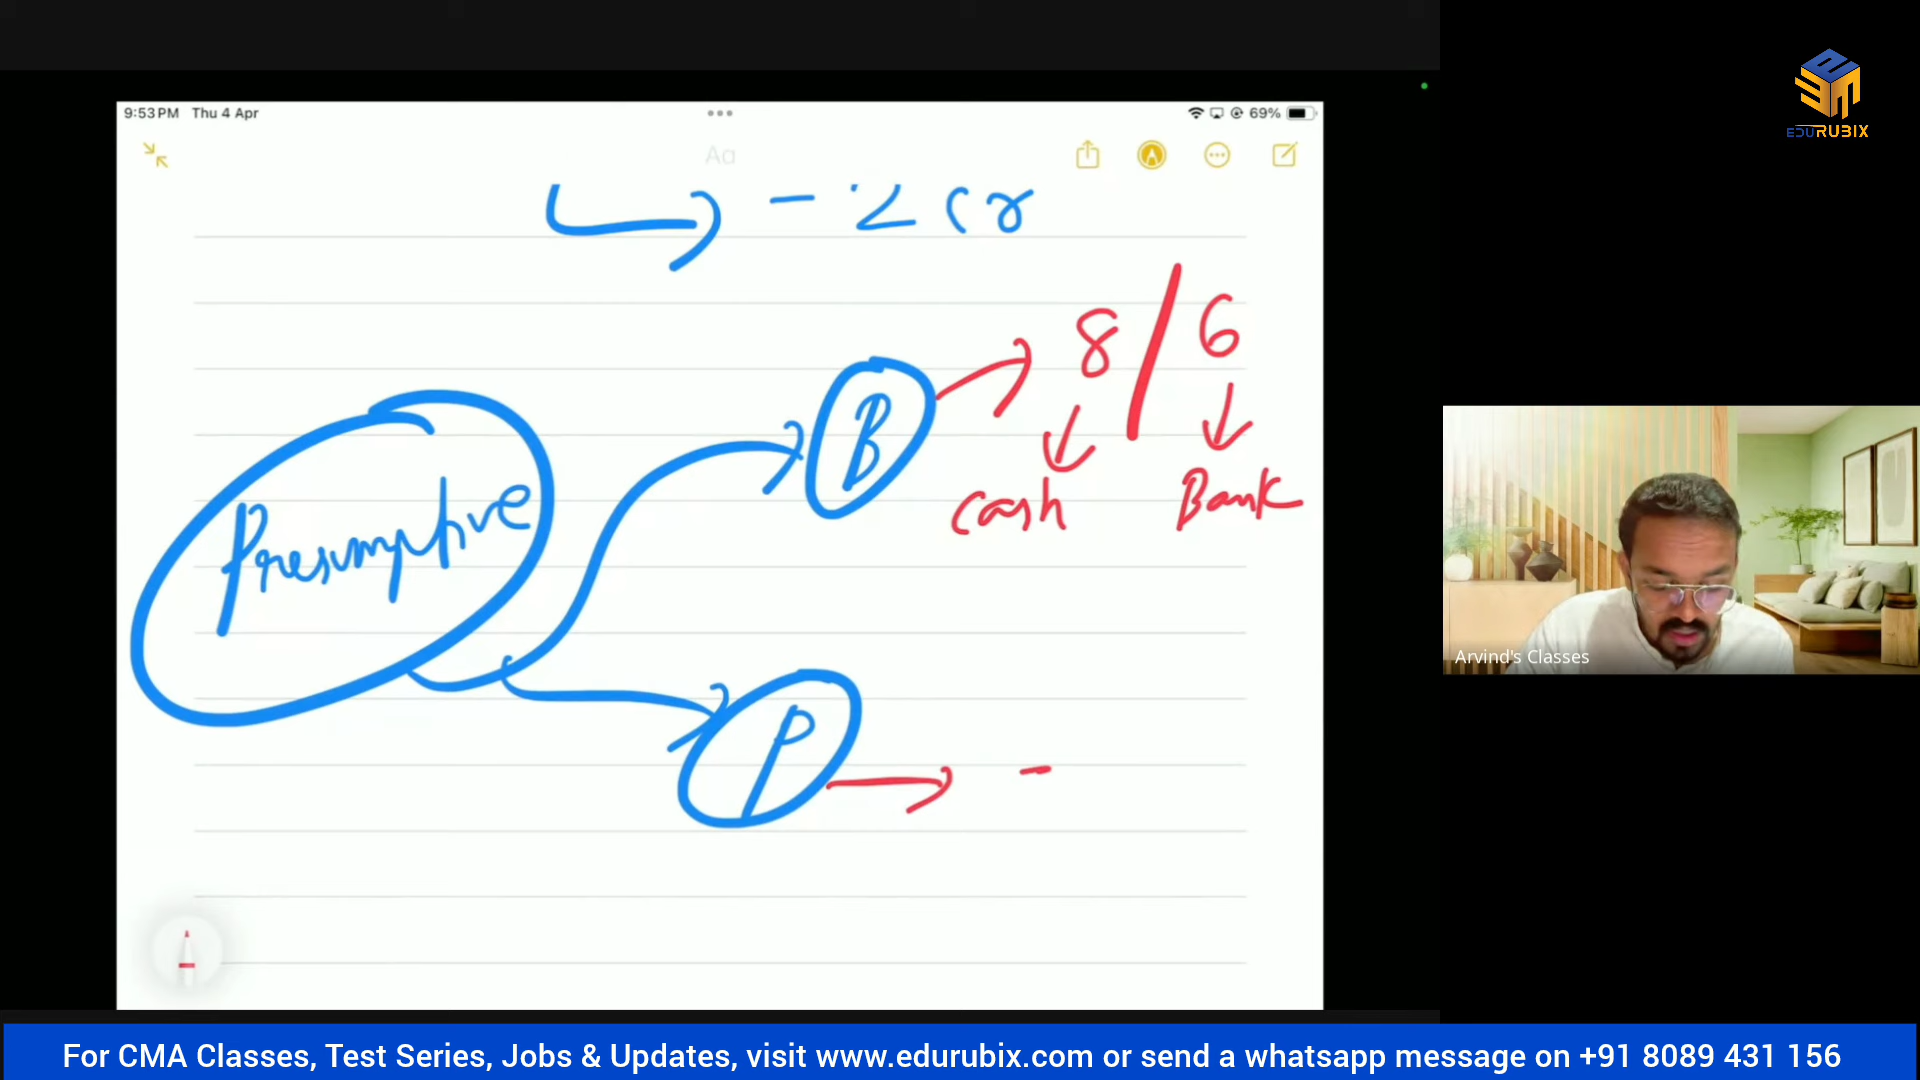 EDURUBIX
9:53 PM Thu 4 Apr
69%
Aa
- 2 cr
8 / 6
B
Cash
Bank
Presumptive
P
-
Arvind's Classes
For CMA Classes, Test Series, Jobs & Updates, visit www.edurubix.com or send a whatsapp message on +91 8089 431 156